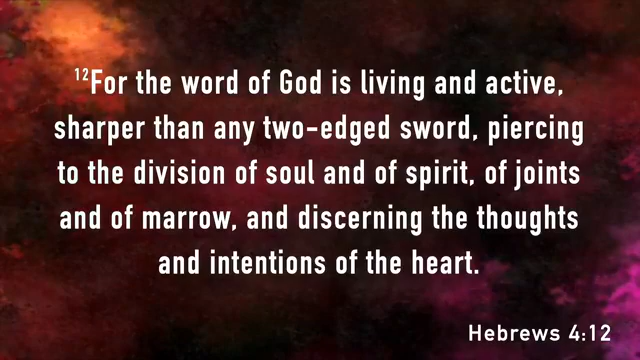 ¹²For the word of God is living and active,
sharper than any two-edged sword, piercing
to the division of soul and of spirit, of joints
and of marrow, and discerning the thoughts
and intentions of the heart.
Hebrews 4:12